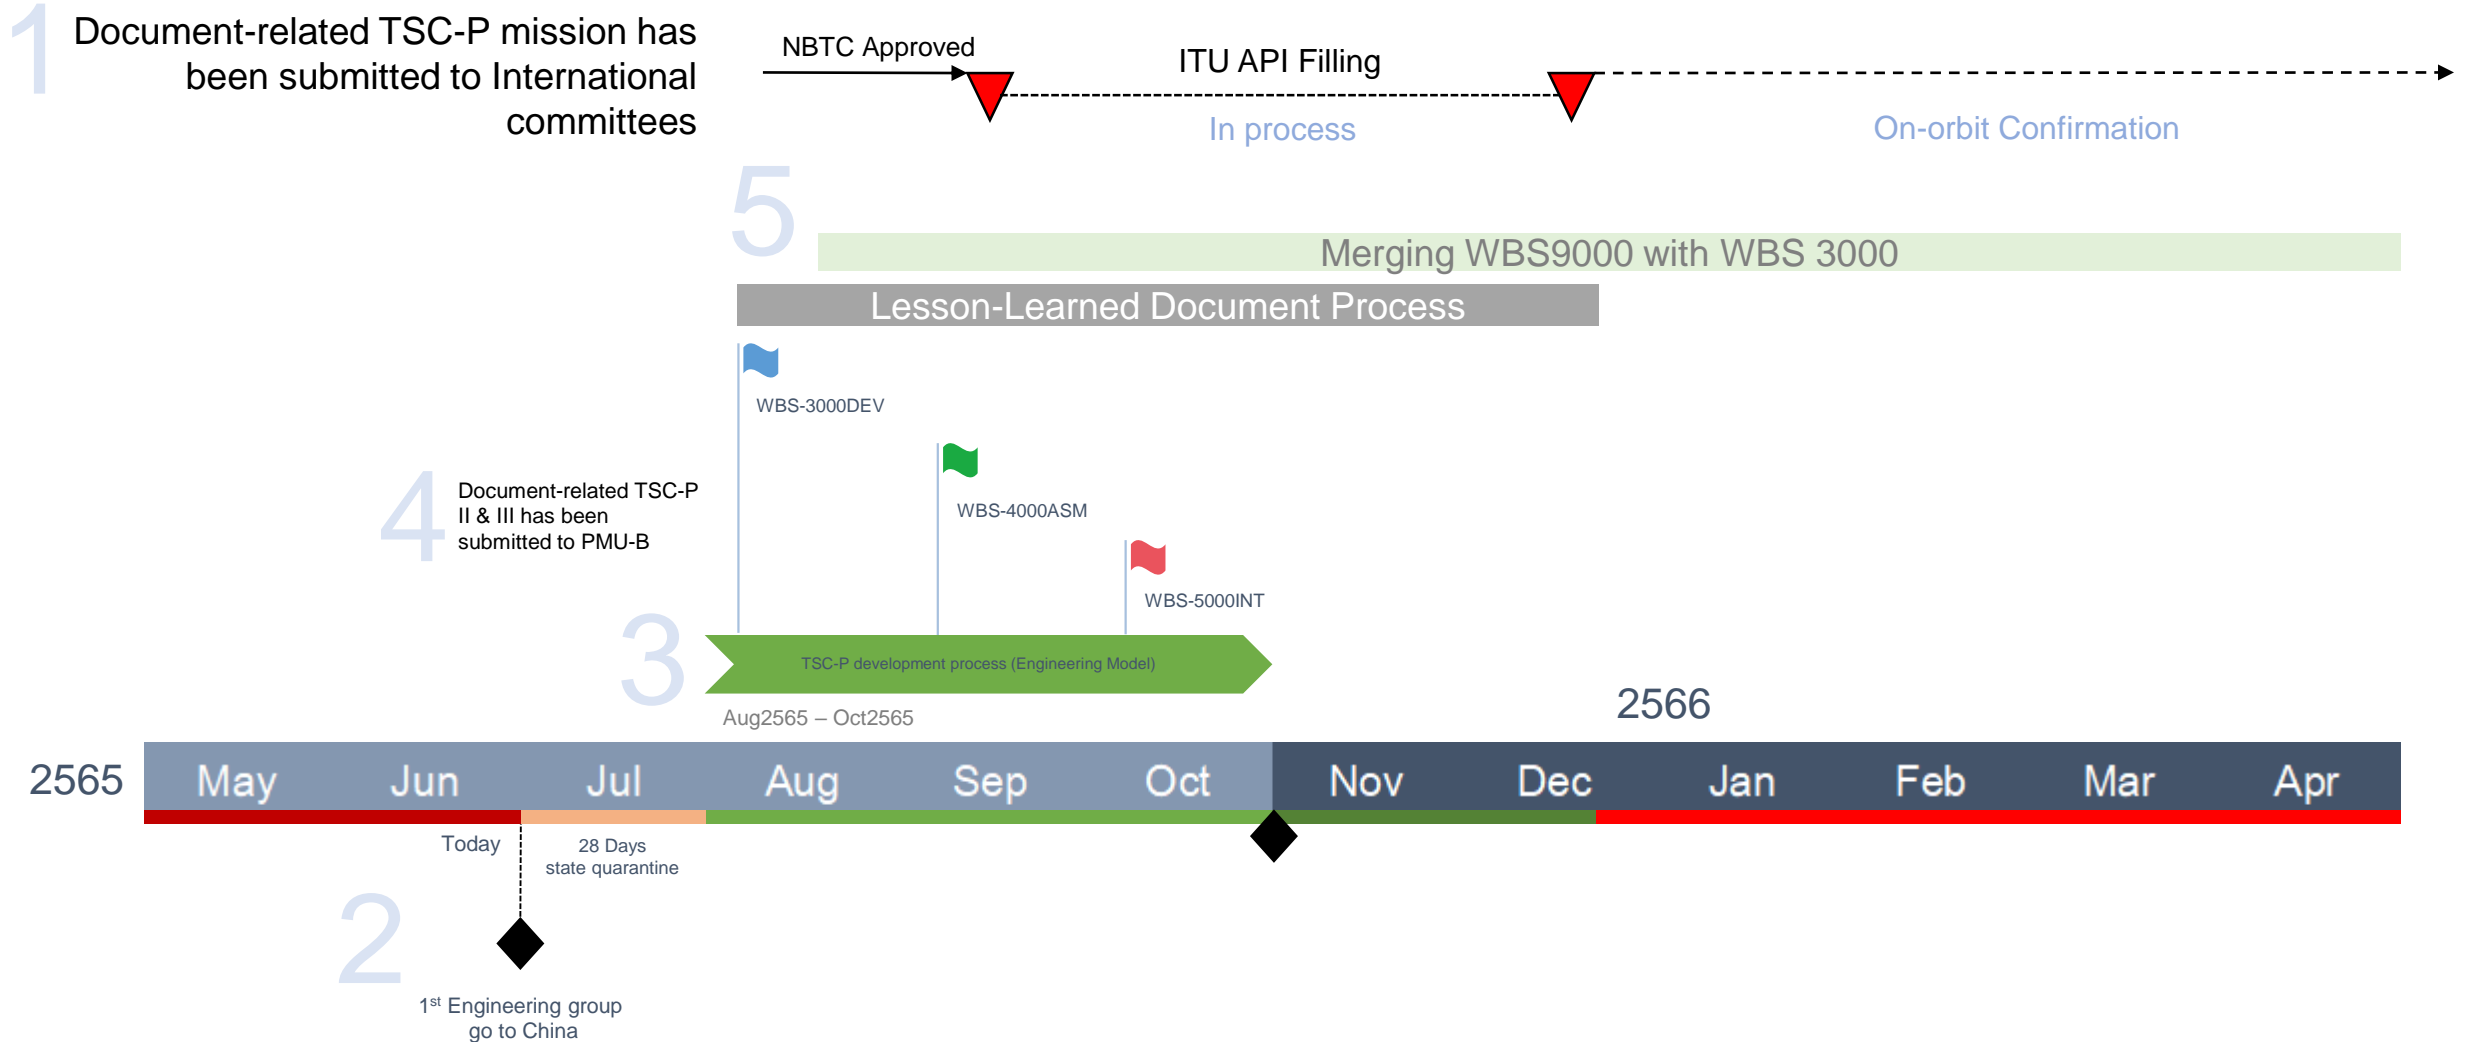 1
Document-related TSC-P mission has
been submitted to International
committees
NBTC Approved
ITU API Filling
In process
On-orbit Confirmation
5
Merging WBS9000 with WBS 3000
Lesson-Learned Document Process
WBS-3000DEV
WBS-4000ASM
WBS-5000INT
4
Document-related TSC-P
II & III has been
submitted to PMU-B
3
TSC-P development process (Engineering Model)
Aug2565 – Oct2565
2566
2565
May Jun Jul Aug Sep Oct Nov Dec Jan Feb Mar Apr
Today
28 Days
state quarantine
2
1st Engineering group
go to China